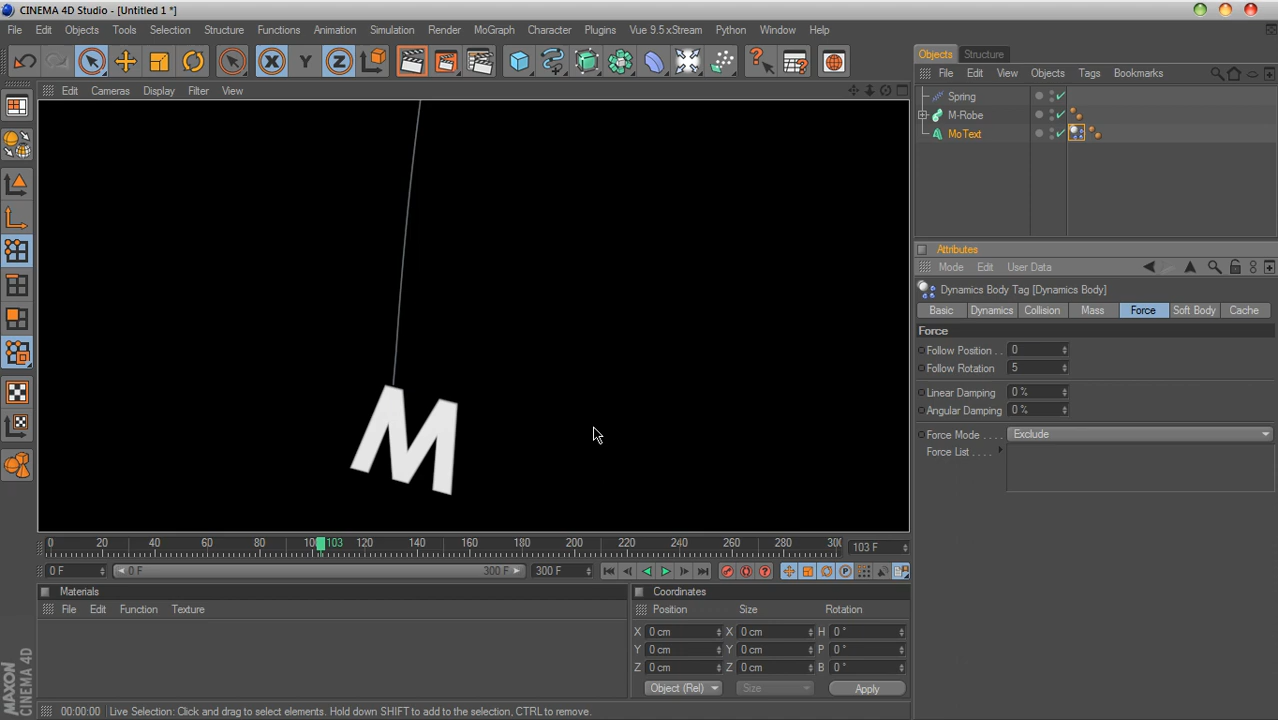 CINEMA 4D Studio - [Untitled 1 *]
File Edit Objects Tools Selection Structure Functions Animation Simulation Render MoGraph Character Plugins Vue 9.5 xStream Python Window Help
X Y Z
Objects Structure
File Edit View Objects Tags Bookmarks
Spring
M-Robe
MoText
Edit Cameras Display Filter View
M
Attributes
Mode Edit User Data
Dynamics Body Tag [Dynamics Body]
Basic Dynamics Collision Mass Force Soft Body Cache
Force
Follow Position . . 0
Follow Rotation 5
Linear Damping 0 %
Angular Damping 0 %
Force Mode . . . . Exclude
Force List . . . .
0 20 40 60 80 103 120 140 160 180 200 220 240 260 280 103 F
0 F 0 F 300 F 300 F
P
Materials
File Edit Function Texture
Coordinates
Position Size Rotation
X 0 cm X 0 cm H 0 °
Y 0 cm Y 0 cm P 0 °
Z 0 cm Z 0 cm B 0 °
Object (Rel) Size Apply
MAXON
CINEMA 4D
00:00:00 Live Selection: Click and drag to select elements. Hold down SHIFT to add to the selection, CTRL to remove.